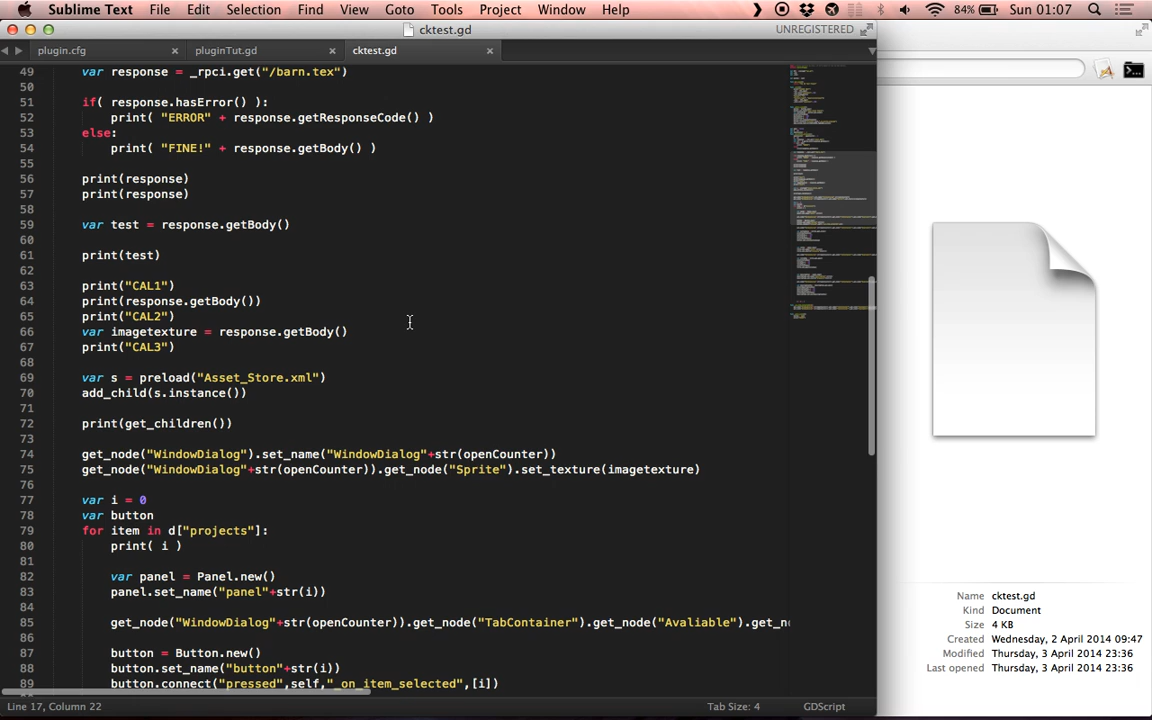 Sublime Text File Edit Selection Find View Goto Tools Project Window Help 84% Sun 01:07
cktest.gd UNREGISTERED
plugin.cfg × pluginTut.gd × cktest.gd ×
49 var response = _rpci.get("/barn.tex")
50
51 if( response.hasError() ):
52 print( "ERROR" + response.getResponseCode() )
53 else:
54 print( "FINE!" + response.getBody() )
55
56 print(response)
57 print(response)
58
59 var test = response.getBody()
60
61 print(test)
62
63 print("CAL1")
64 print(response.getBody())
65 print("CAL2")
66 var imagetexture = response.getBody()
67 print("CAL3")
68
69 var s = preload("Asset_Store.xml")
70 add_child(s.instance())
71
72 print(get_children())
73
74 get_node("WindowDialog").set_name("WindowDialog"+str(openCounter))
75 get_node("WindowDialog"+str(openCounter)).get_node("Sprite").set_texture(imagetexture)
76
77 var i = 0
78 var button
79 for item in d["projects"]:
80 print( i )
81
82 var panel = Panel.new()
83 panel.set_name("panel"+str(i))
84
85 get_node("WindowDialog"+str(openCounter)).get_node("TabContainer").get_node("Avaliable").get_n
86
87 button = Button.new()
88 button.set_name("button"+str(i))
89 button.connect("pressed",self,"_on_item_selected",[i])
Name cktest.gd
Kind Document
Size 4 KB
Created Wednesday, 2 April 2014 09:47
Modified Thursday, 3 April 2014 23:36
Last opened Thursday, 3 April 2014 23:36
Line 17, Column 22 Tab Size: 4 GDScript